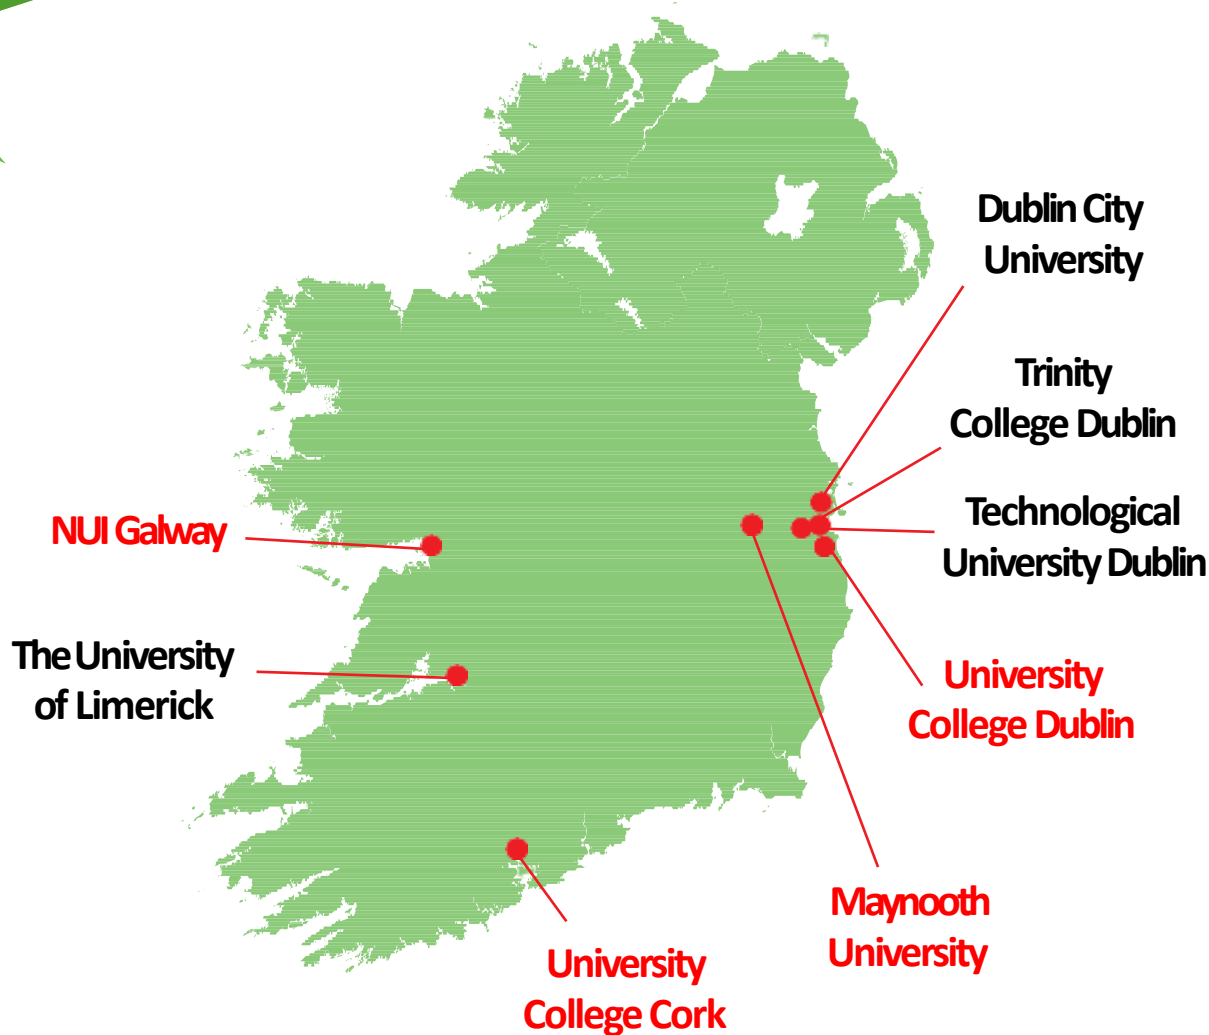 Dublin City
University
Trinity
College Dublin
Technological
University Dublin
NUI Galway
The University
of Limerick
University
College Dublin
Maynooth
University
University
College Cork